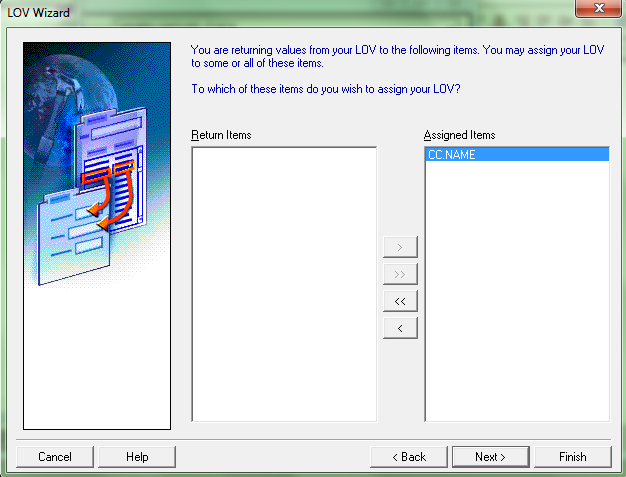 LOV Wizard
You are returning values from your LOV to the following items. You may assign your LOV
to some or all of these items.
To which of these items do you wish to assign your LOV?
Return Items
Assigned Items
CC.NAME
>
>>
<<
<
Cancel
Help
< Back
Next >
Finish